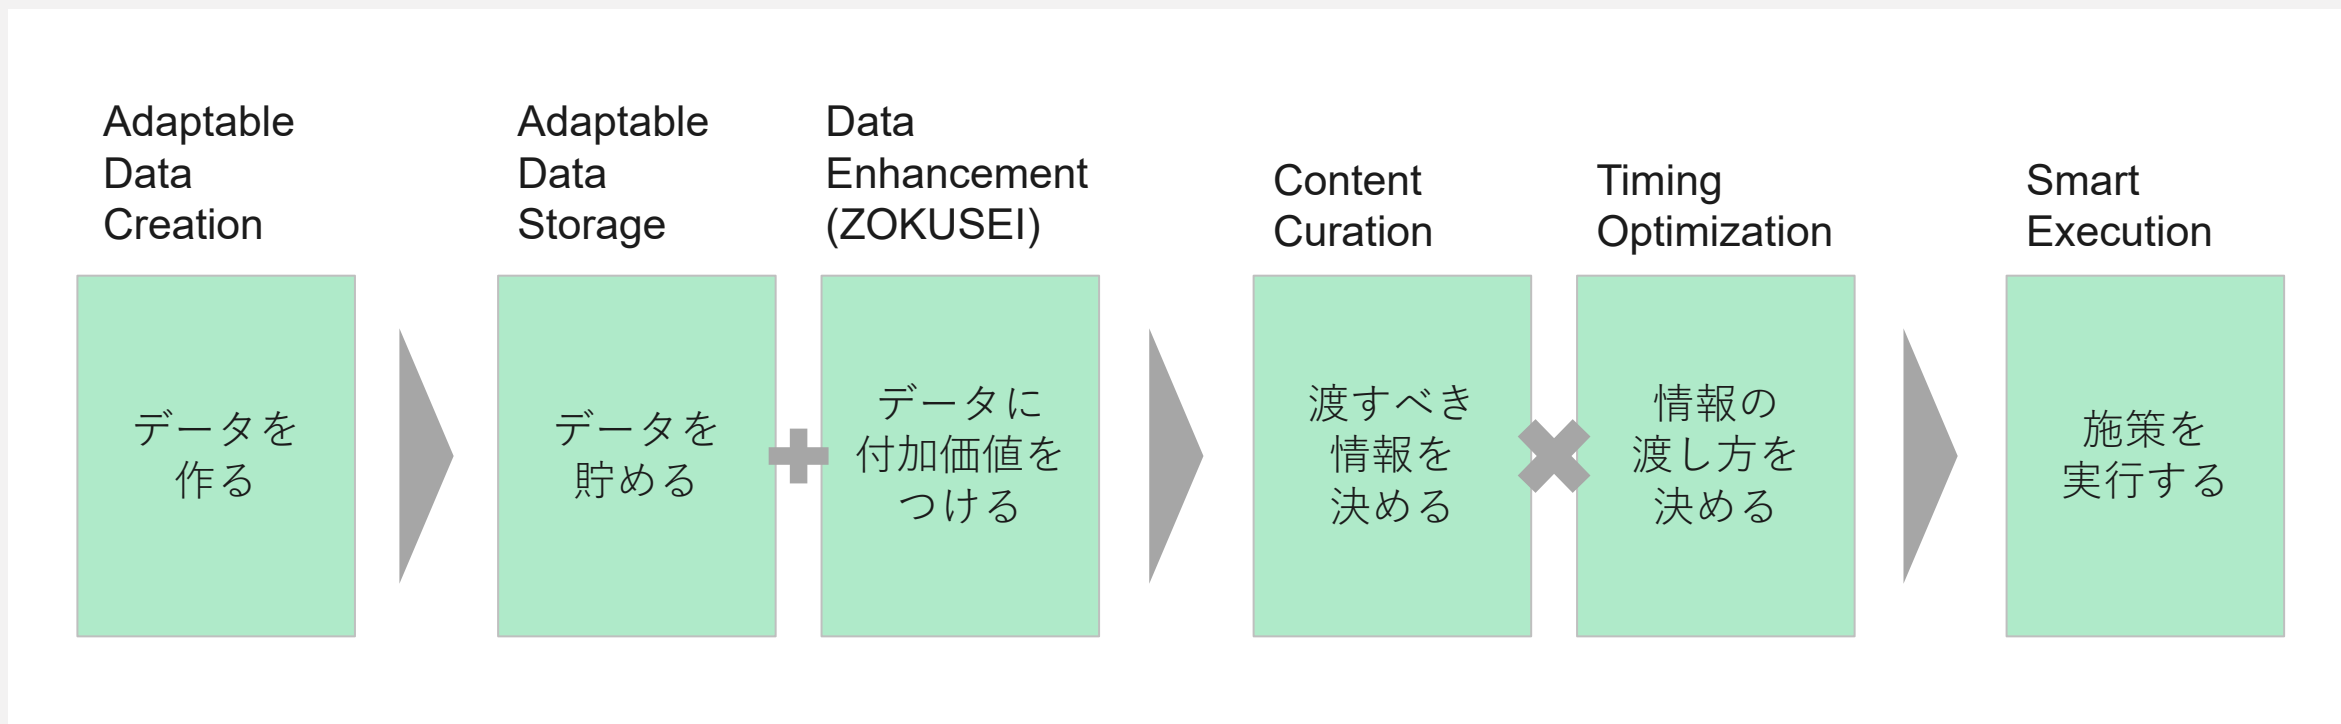 Adaptable
Data
Creation
データを
作る
Adaptable
Data
Storage
データを
貯める
Data
Enhancement
(ZOKUSEI)
データに
付加価値を
つける
Content
Curation
渡すべき
情報を
決める
Timing
Optimization
情報の
渡し方を
決める
Smart
Execution
施策を
実行する